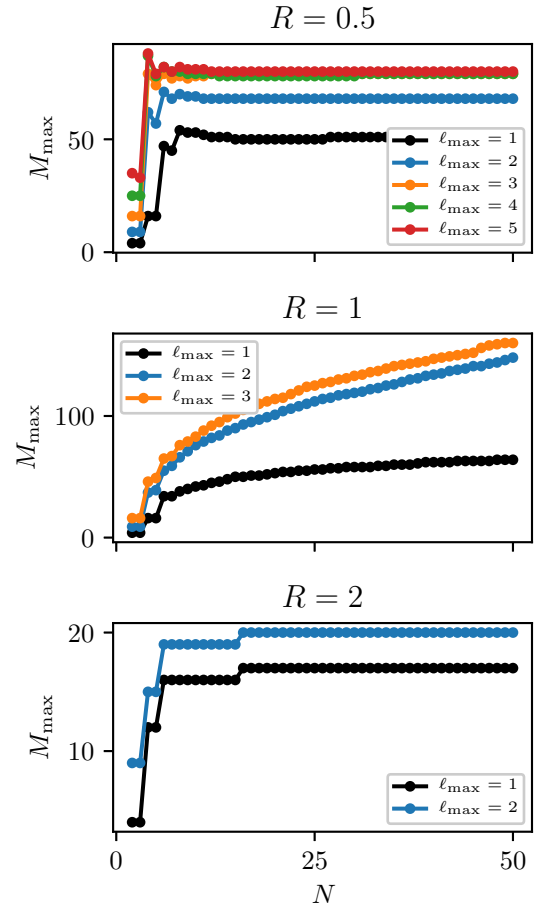 R = 0.5
M_max
50
0
ℓ_max = 1
ℓ_max = 2
ℓ_max = 3
ℓ_max = 4
ℓ_max = 5
R = 1
M_max
100
0
ℓ_max = 1
ℓ_max = 2
ℓ_max = 3
R = 2
M_max
20
10
ℓ_max = 1
ℓ_max = 2
0 25 50
N